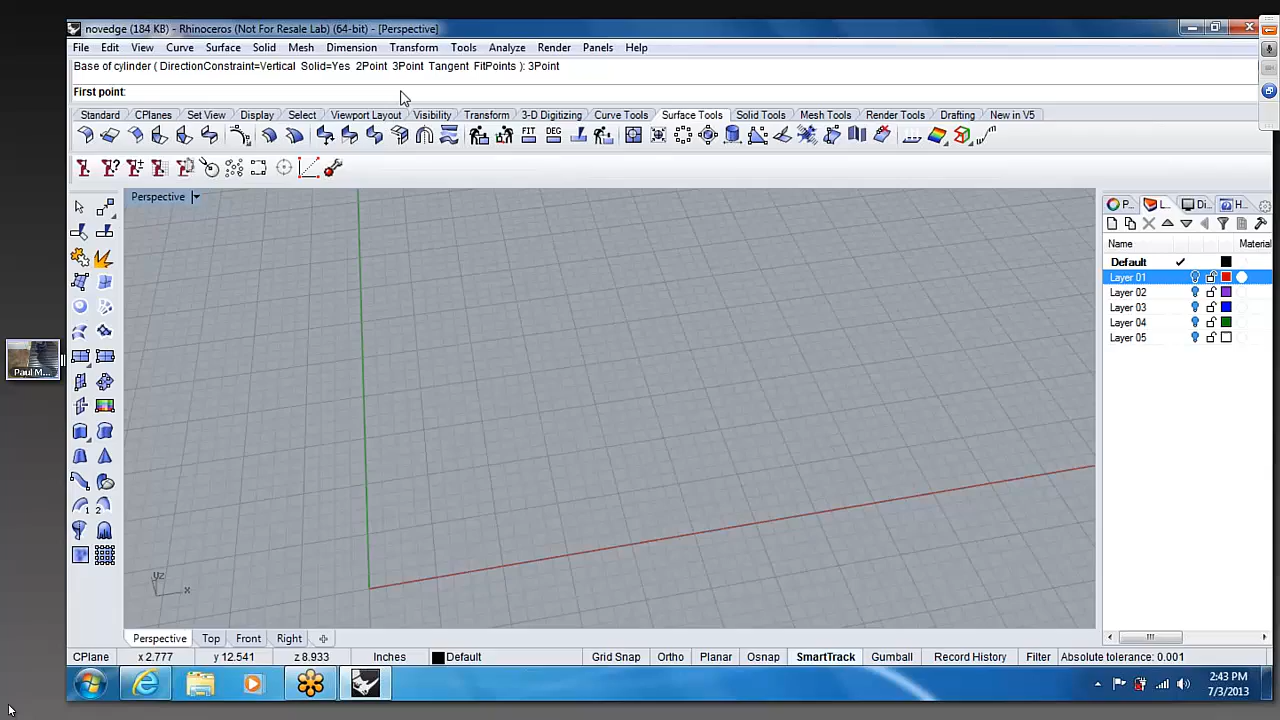 novedge (184 KB) - Rhinoceros (Not For Resale Lab) (64-bit) - [Perspective]
File Edit View Curve Surface Solid Mesh Dimension Transform Tools Analyze Render Panels Help
Base of cylinder ( DirectionConstraint=Vertical Solid=Yes 2Point 3Point Tangent FitPoints ): 3Point
First point:
Standard CPlanes Set View Display Select Viewport Layout Visibility Transform 3-D Digitizing Curve Tools Surface Tools Solid Tools Mesh Tools Render Tools Drafting New in V5
FIT DEG
Perspective
P... L... Di... H...
Name Material
Default
Layer 01
Layer 02
Layer 03
Layer 04
Layer 05
Paul M...
z y x
Perspective Top Front Right
CPlane x 2.777 y 12.541 z 8.933 Inches Default Grid Snap Ortho Planar Osnap SmartTrack Gumball Record History Filter Absolute tolerance: 0.001
2:43 PM
7/3/2013